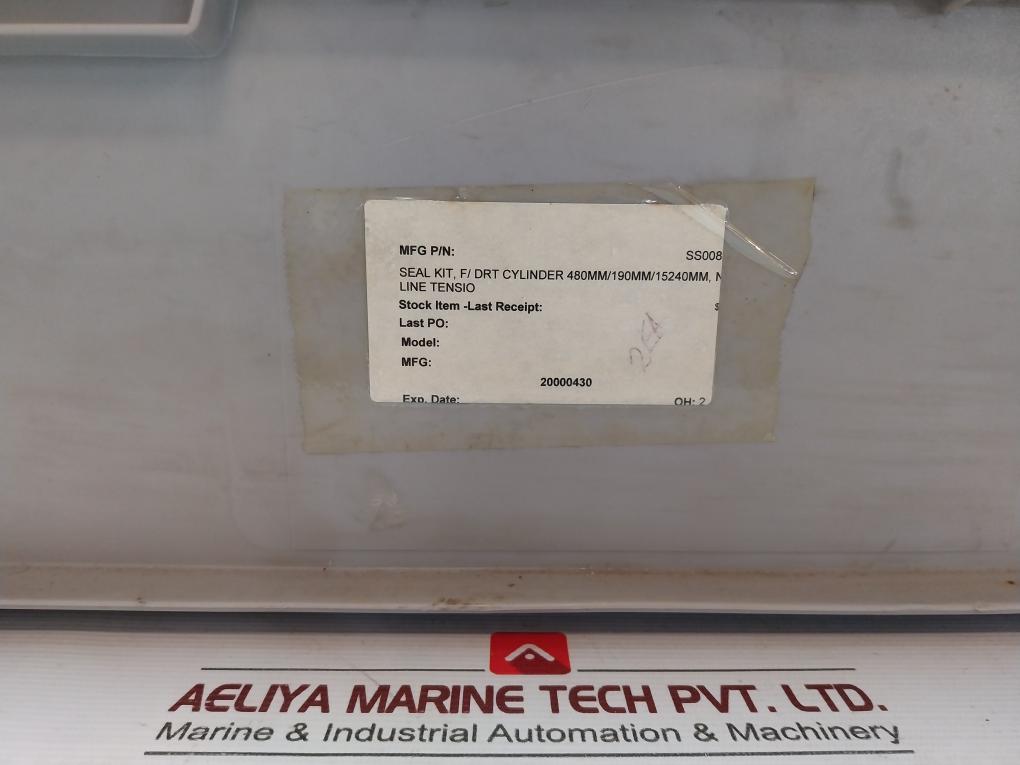 MFG P/N: SS008
SEAL KIT, F/ DRT CYLINDER 480MM/190MM/15240MM, N
LINE TENSIO
Stock Item -Last Receipt:
Last PO:
Model:
MFG:
2EA
20000430
Exp. Date: OH: 2
AELIYA MARINE TECH PVT. LTD.
Marine & Industrial Automation & Machinery